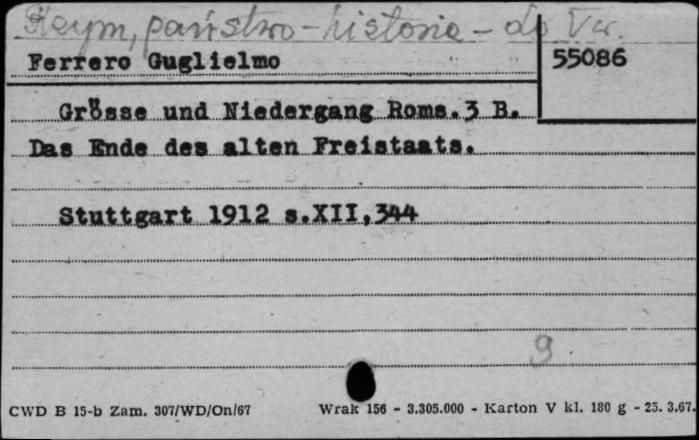 Rzym, państwo - historia - do V w.
Ferrero Guglielmo
55086
Grösse und Niedergang Roms. 3 B.
Das Ende des alten Freistaats.
Stuttgart 1912 s.XII,344
9
CWD B 15-b Zam. 307/WD/On/67 Wrak 156 - 3.305.000 - Karton V kl. 180 g - 25. 3.67.